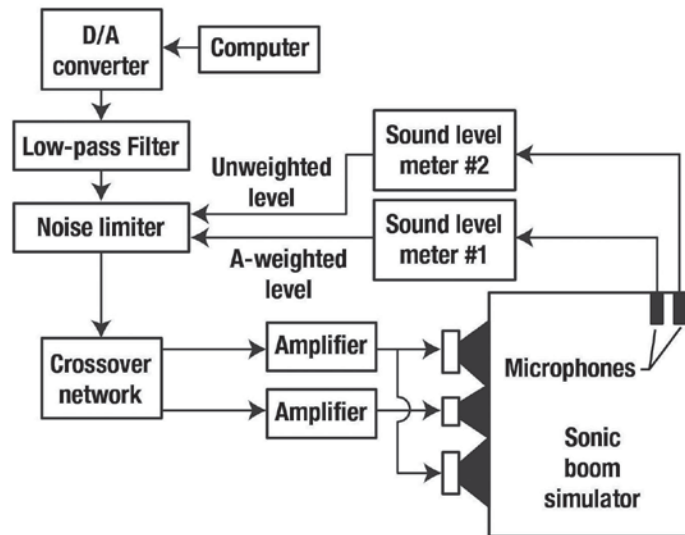 D/A
converter
Computer
Low-pass Filter
Sound level
meter #2
Unweighted
level
Noise limiter
Sound level
meter #1
A-weighted
level
Crossover
network
Amplifier
Amplifier
Microphones
Sonic
boom
simulator